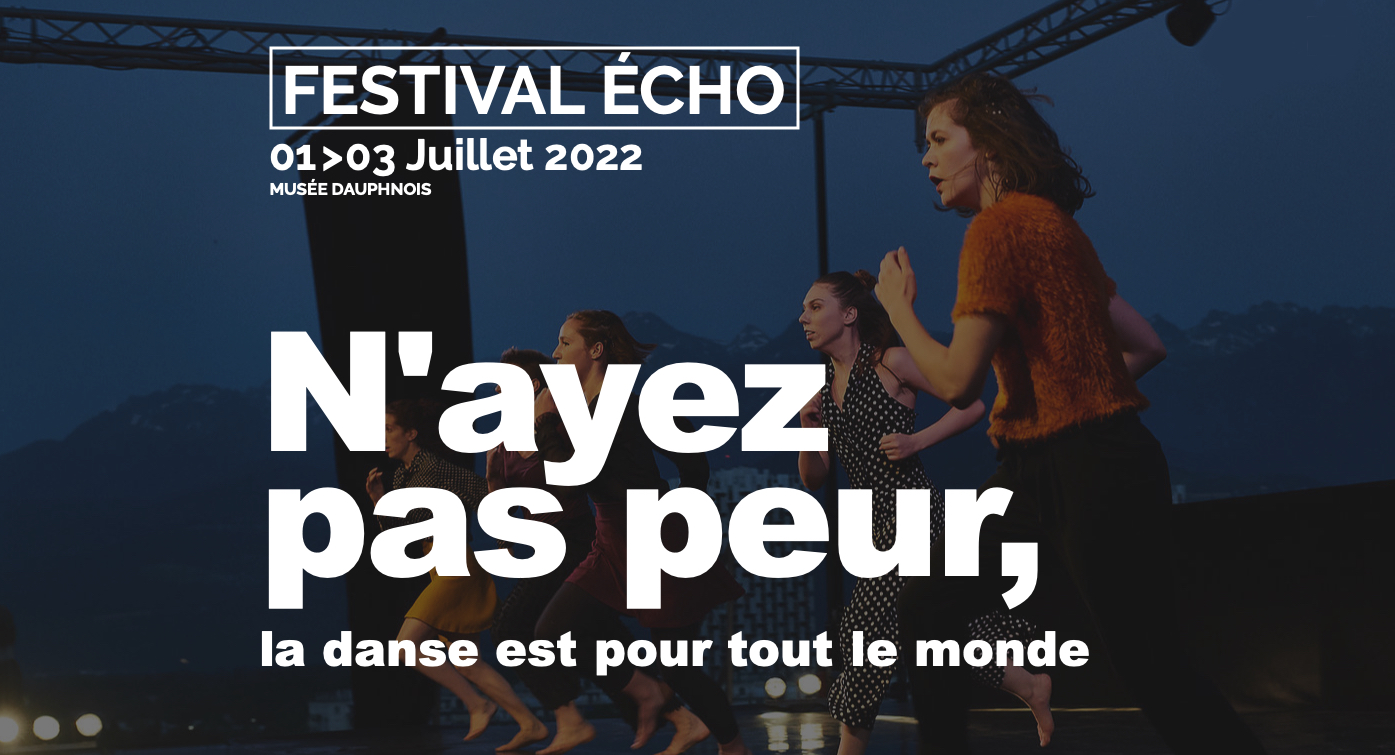 FESTIVAL ÉCHO
01>03 Juillet 2022
MUSÉE DAUPHNOIS
N'ayez
pas peur,
la danse est pour tout le monde